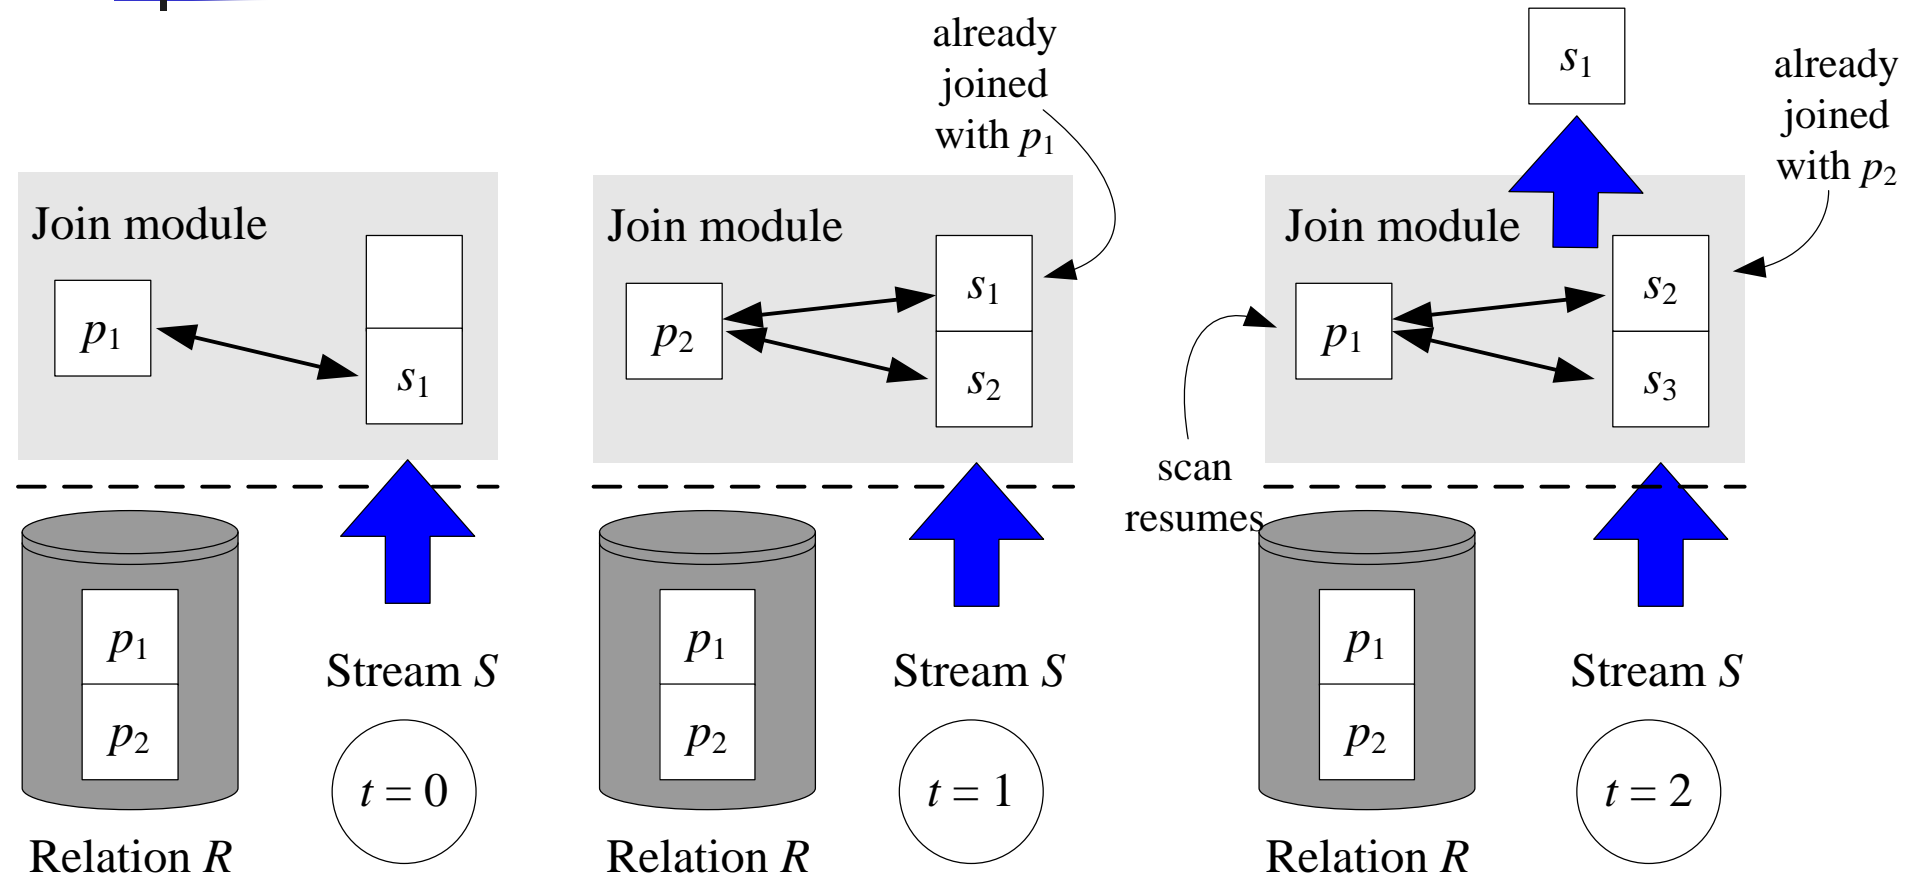 Join module
p1
s1
p1
p2
Stream S
t = 0
Relation R
already
joined
with p1
Join module
p2
s1
s2
p1
p2
Stream S
t = 1
Relation R
s1
already
joined
with p2
Join module
p1
s2
s3
scan
resumes
p1
p2
Stream S
t = 2
Relation R